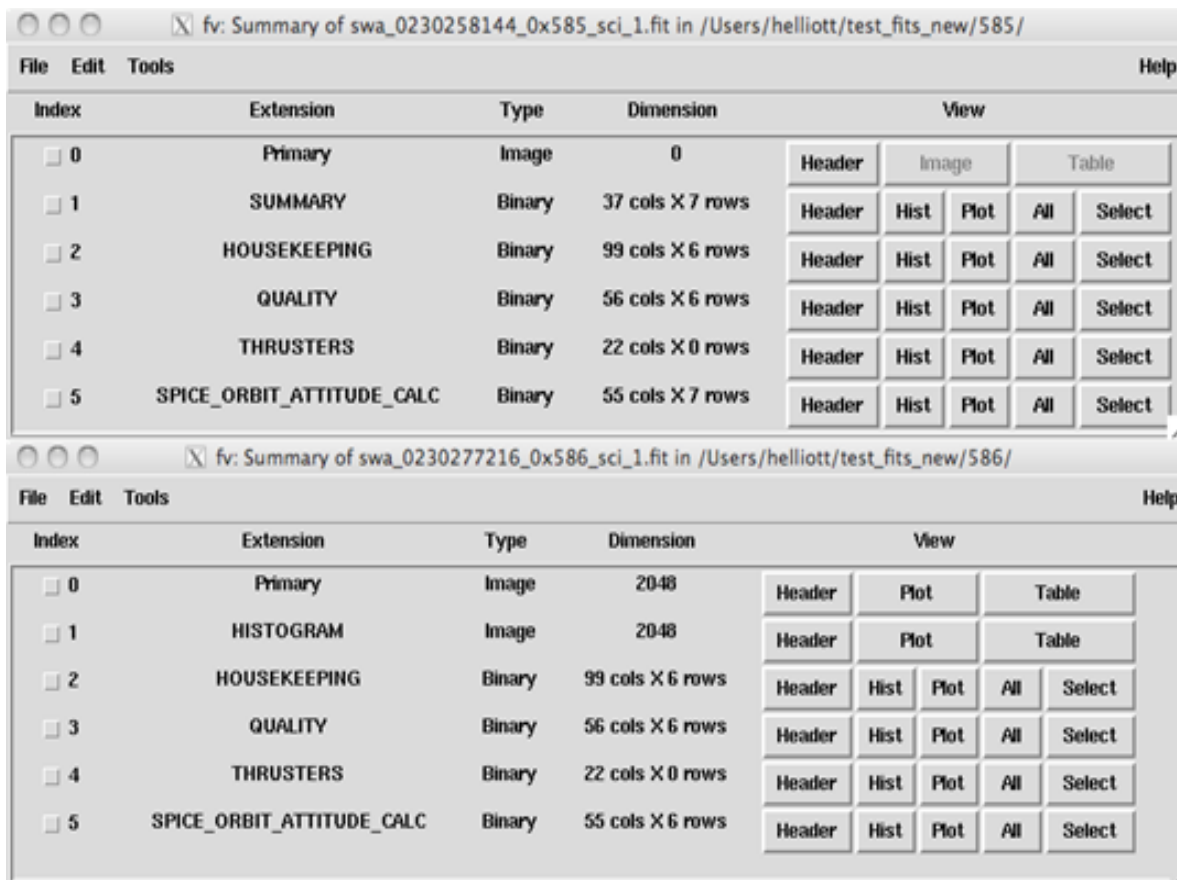 fv: Summary of swa_0230258144_0x585_sci_1.fit in /Users/helliott/test_fits_new/585/
File Edit Tools Help
Index Extension Type Dimension View
0 Primary Image 0 Header Image Table
1 SUMMARY Binary 37 cols X 7 rows Header Hist Plot All Select
2 HOUSEKEEPING Binary 99 cols X 6 rows Header Hist Plot All Select
3 QUALITY Binary 56 cols X 6 rows Header Hist Plot All Select
4 THRUSTERS Binary 22 cols X 0 rows Header Hist Plot All Select
5 SPICE_ORBIT_ATTITUDE_CALC Binary 55 cols X 7 rows Header Hist Plot All Select
fv: Summary of swa_0230277216_0x586_sci_1.fit in /Users/helliott/test_fits_new/586/
File Edit Tools Help
Index Extension Type Dimension View
0 Primary Image 2048 Header Plot Table
1 HISTOGRAM Image 2048 Header Plot Table
2 HOUSEKEEPING Binary 99 cols X 6 rows Header Hist Plot All Select
3 QUALITY Binary 56 cols X 6 rows Header Hist Plot All Select
4 THRUSTERS Binary 22 cols X 0 rows Header Hist Plot All Select
5 SPICE_ORBIT_ATTITUDE_CALC Binary 55 cols X 6 rows Header Hist Plot All Select